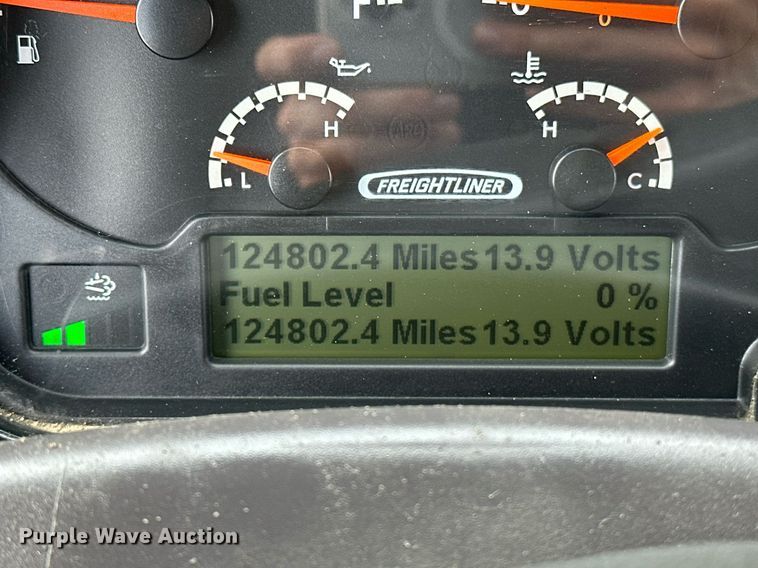 H
H
L
C
FREIGHTLINER
124802.4 Miles 13.9 Volts
Fuel Level 0 %
124802.4 Miles 13.9 Volts
Purple Wave Auction